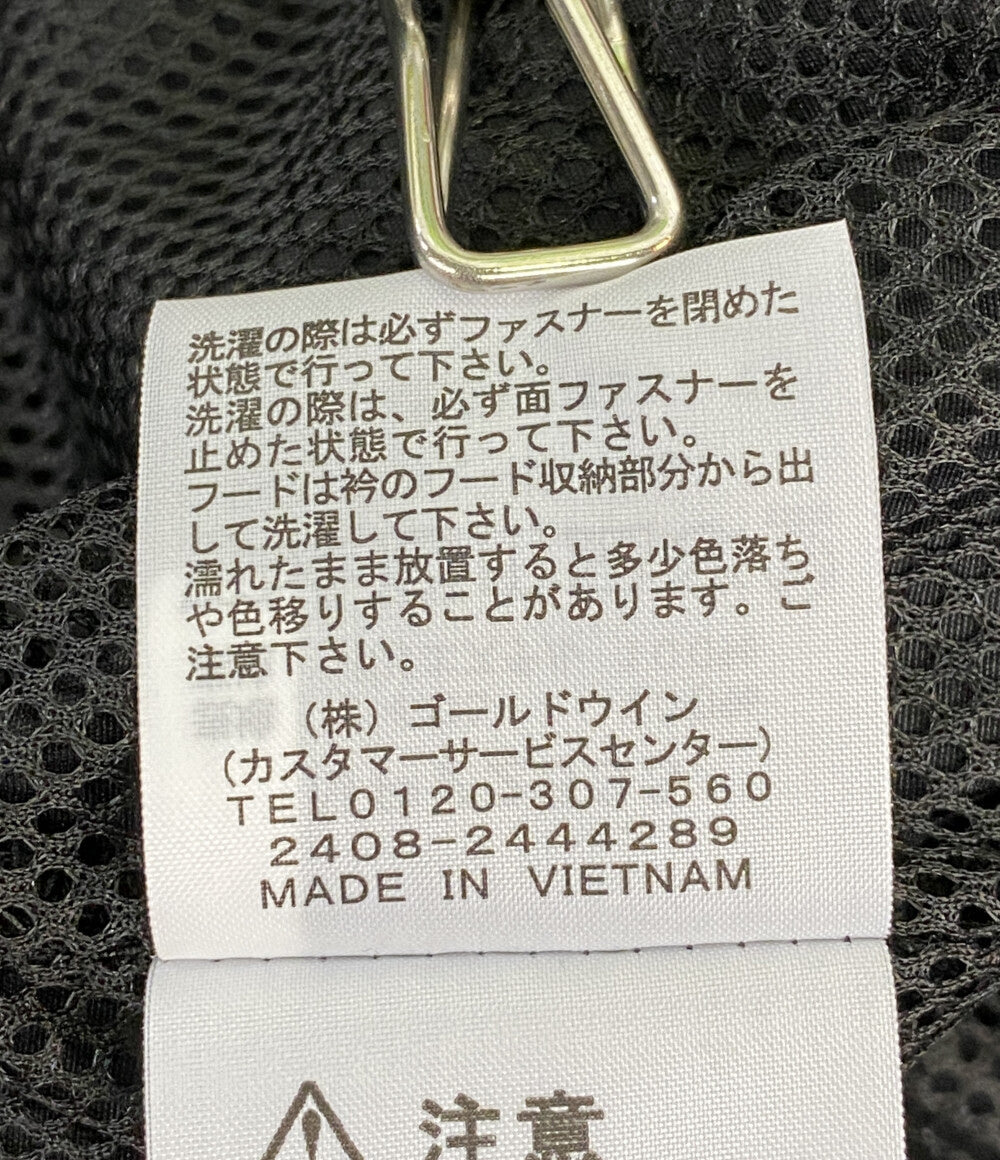 洗濯の際は必ずファスナーを閉めた
状態で行って下さい。
洗濯の際は、必ず面ファスナーを
止めた状態で行って下さい。
フードは衿のフード収納部分から出
して洗濯して下さい。
濡れたまま放置すると多少色落ち
や色移りすることがあります。ご
注意下さい。
(株)ゴールドウイン
(カスタマーサービスセンター)
TEL0120-307-560
2408-2444289
MADE IN VIETNAM
注意